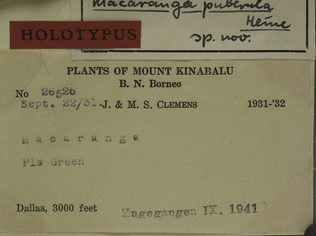 Macaranga puberula
Heine
HOLOTYPUS
sp. nov.
PLANTS OF MOUNT KINABALU
B. N. Borneo
No 26526
Sept. 22/31. J. & M. S. CLEMENS 1931-'32
Macaranga
Fls Green
Dallas, 3000 feet Zugegangen IX. 1941